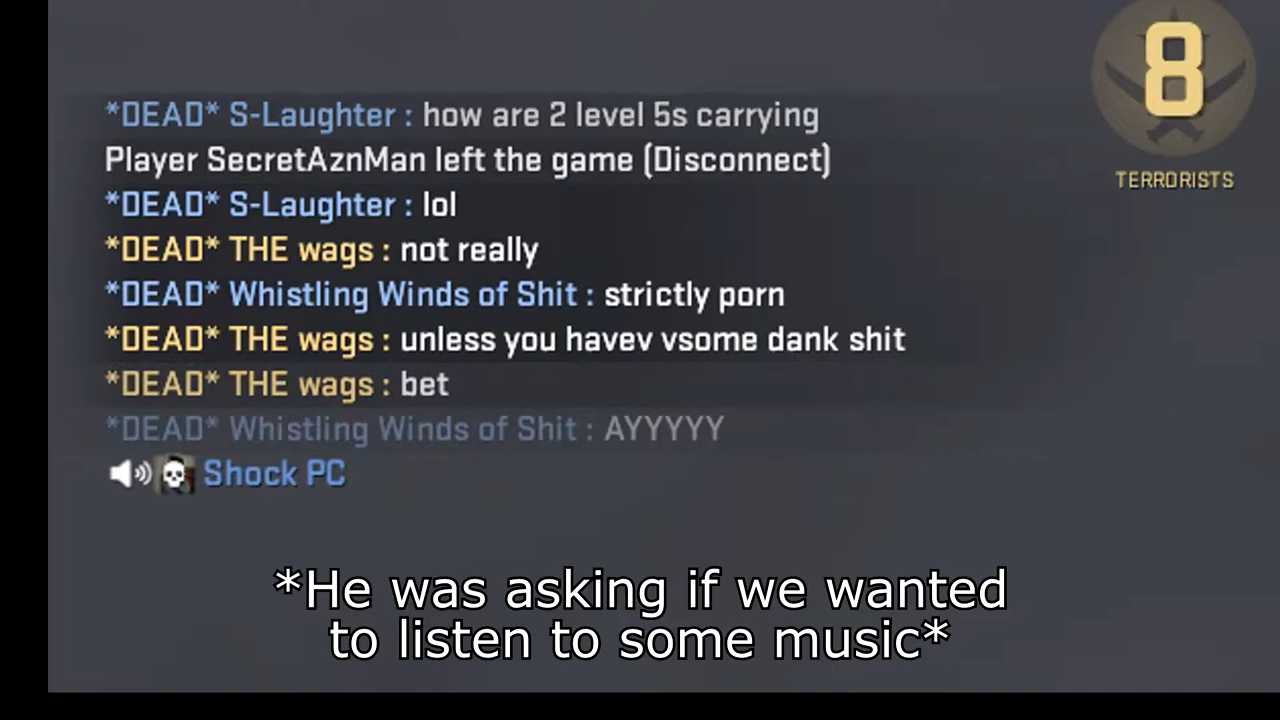 8
TERRORISTS
*DEAD* S-Laughter : how are 2 level 5s carrying
Player SecretAznMan left the game (Disconnect)
*DEAD* S-Laughter : lol
*DEAD* THE wags : not really
*DEAD* Whistling Winds of Shit : strictly porn
*DEAD* THE wags : unless you havev vsome dank shit
*DEAD* THE wags : bet
*DEAD* Whistling Winds of Shit : AYYYYY
Shock PC
*He was asking if we wanted
to listen to some music*